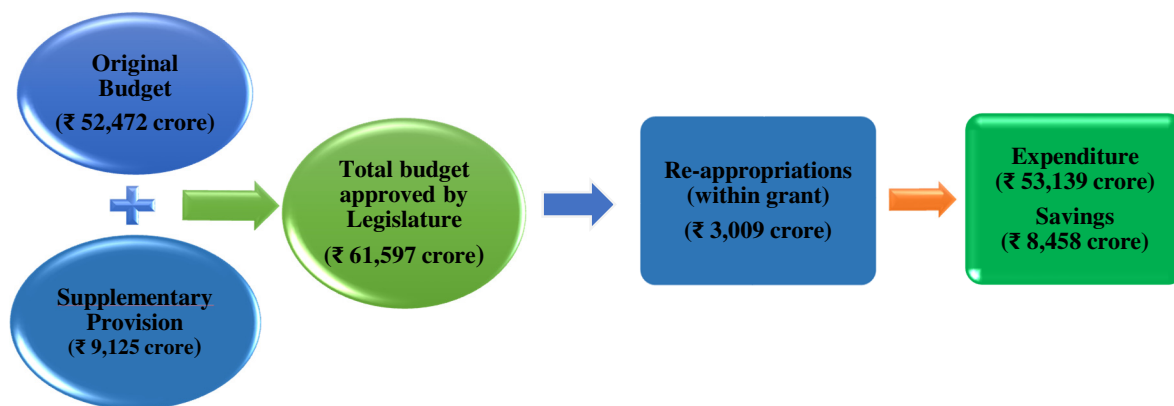 Original
Budget
(₹ 52,472 crore)
Supplementary
Provision
(₹ 9,125 crore)
Total budget
approved by
Legislature
(₹ 61,597 crore)
Re-appropriations
(within grant)
(₹ 3,009 crore)
Expenditure
(₹ 53,139 crore)
Savings
(₹ 8,458 crore)